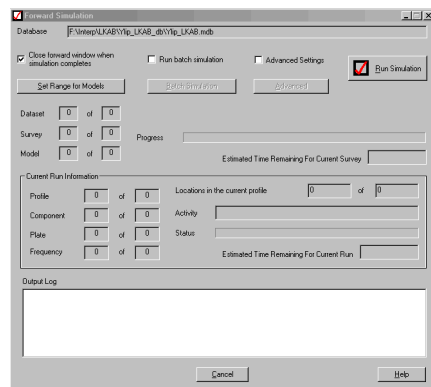 Forward Simulation
Database F:\Interp\LKAB\Ylip_LKAB_db\Ylip_LKAB.mdb
Close forward window when simulation completes
Run batch simulation
Advanced Settings
Run Simulation
Set Range for Models
Batch Simulation
Advanced
Dataset 0 of 0
Survey 0 of 0
Progress
Model 0 of 0
Estimated Time Remaining For Current Survey
Current Run Information
Profile 0 of 0
Locations in the current profile 0 of 0
Component 0 of 0
Activity
Plate 0 of 0
Status
Frequency 0 of 0
Estimated Time Remaining For Current Run
Output Log
Cancel
Help